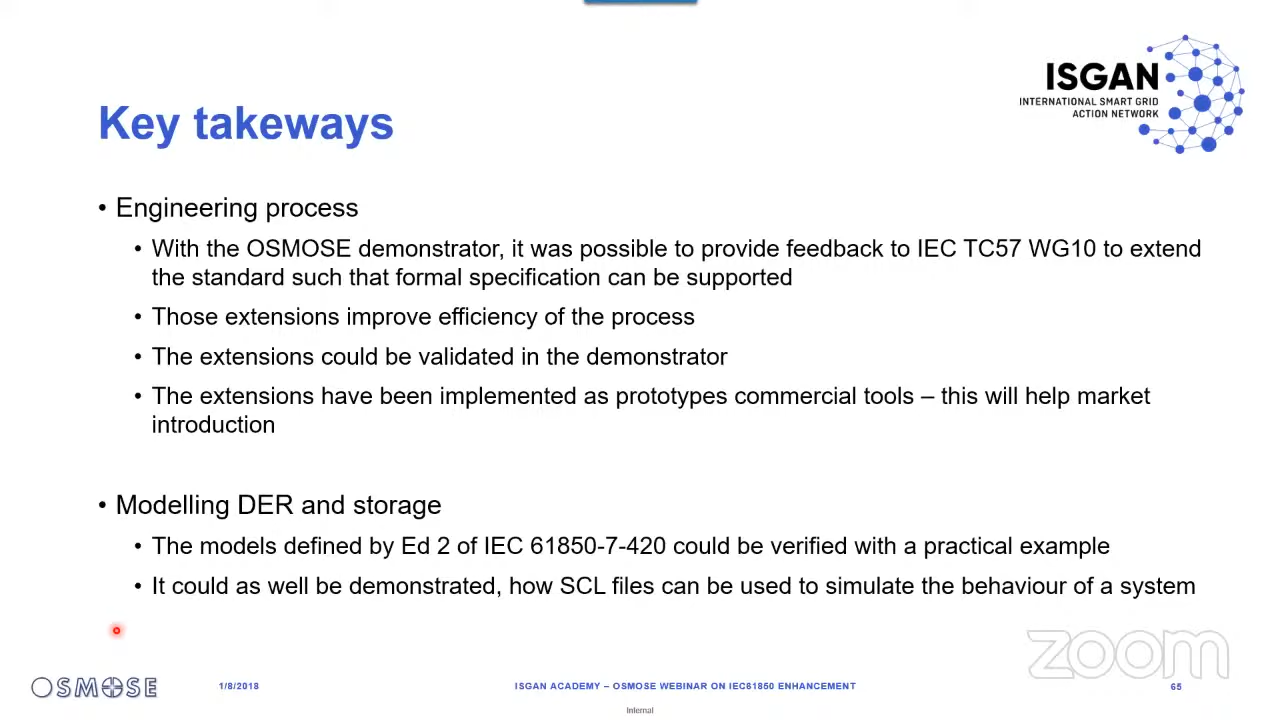 ISGAN
INTERNATIONAL SMART GRID
ACTION NETWORK
Key takeways
• Engineering process
• With the OSMOSE demonstrator, it was possible to provide feedback to IEC TC57 WG10 to extend
the standard such that formal specification can be supported
• Those extensions improve efficiency of the process
• The extensions could be validated in the demonstrator
• The extensions have been implemented as prototypes commercial tools – this will help market
introduction
• Modelling DER and storage
• The models defined by Ed 2 of IEC 61850-7-420 could be verified with a practical example
• It could as well be demonstrated, how SCL files can be used to simulate the behaviour of a system
zoom
OSMOSE
1/8/2018
ISGAN ACADEMY – OSMOSE WEBINAR ON IEC61850 ENHANCEMENT
65
Internal